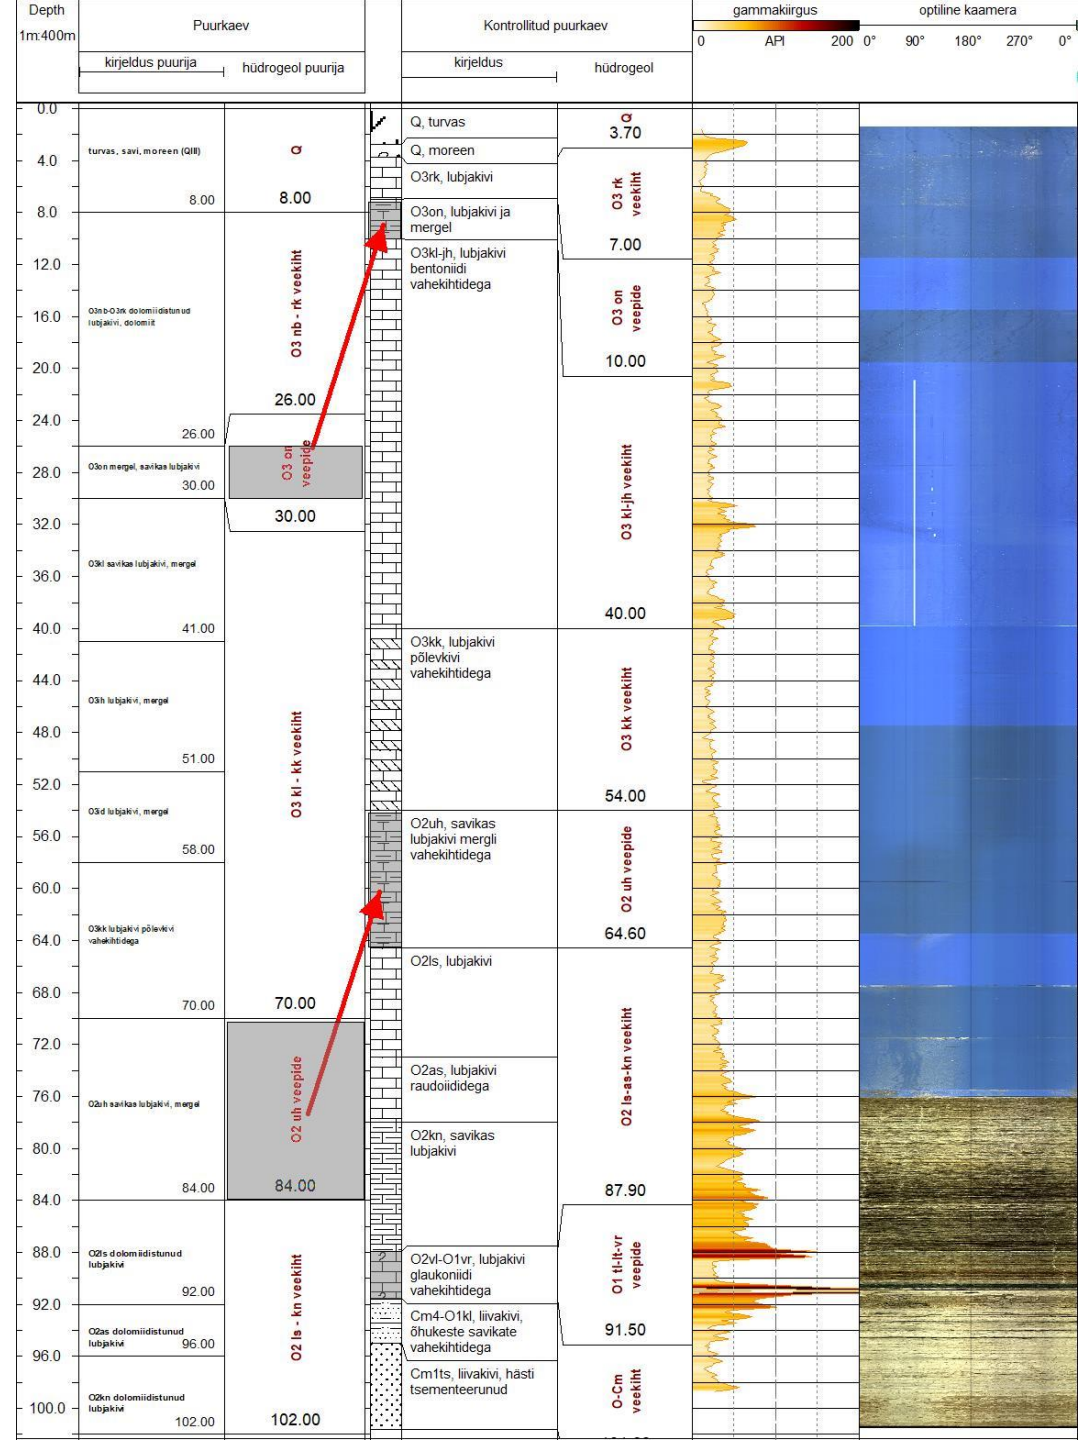 Depth
1m:400m
Puurkaev
kirjeldus puurija
hüdrogeol puurija
Kontrollitud puurkaev
kirjeldus
hüdrogeol
gammakiirgus
0 API 200
optiline kaamera
0° 90° 180° 270° 0°
0.0
4.0
8.0
12.0
16.0
20.0
24.0
28.0
32.0
36.0
40.0
44.0
48.0
52.0
56.0
60.0
64.0
68.0
72.0
76.0
80.0
84.0
88.0
92.0
96.0
100.0
turvas, savi, moreen (QIII)
8.00
O3nb-O3rk dolomiidistunud
lubjakivi, dolomiit
26.00
O3on mergel, savikas lubjakivi
30.00
O3kl savikas lubjakivi, mergel
41.00
O3jh lubjakivi, mergel
51.00
O3id lubjakivi, mergel
58.00
O3kk lubjakivi põlevkivi
vahekihtidega
70.00
O2uh savikas lubjakivi, mergel
84.00
O2ls dolomiidistunud
lubjakivi
92.00
O2as dolomiidistunud
lubjakivi
96.00
O2kn dolomiidistunud
lubjakivi
102.00
Q
8.00
O3 nb - rk veekiht
26.00
O3 on
veepide
30.00
O3 kl - kk veekiht
70.00
O2 uh veepide
84.00
O2 ls - kn veekiht
102.00
Q, turvas
Q, moreen
O3rk, lubjakivi
O3on, lubjakivi ja
mergel
O3kl-jh, lubjakivi
bentoniidi
vahekihtidega
O3kk, lubjakivi
põlevkivi
vahekihtidega
O2uh, savikas
lubjakivi mergli
vahekihtidega
O2ls, lubjakivi
O2as, lubjakivi
raudoiididega
O2kn, savikas
lubjakivi
O2vl-O1vr, lubjakivi
glaukoniidi
vahekihtidega
Cm4-O1kl, liivakivi,
õhukeste savikate
vahekihtidega
Cm1ts, liivakivi, hästi
tsementeerunud
Q
3.70
O3 rk
veekiht
7.00
O3 on
veepide
10.00
O3 kl-jh veekiht
40.00
O3 kk veekiht
54.00
O2 uh veepide
64.60
O2 ls-as-kn veekiht
87.90
O1 tl-lt-vr
veepide
91.50
O-Cm
veekiht